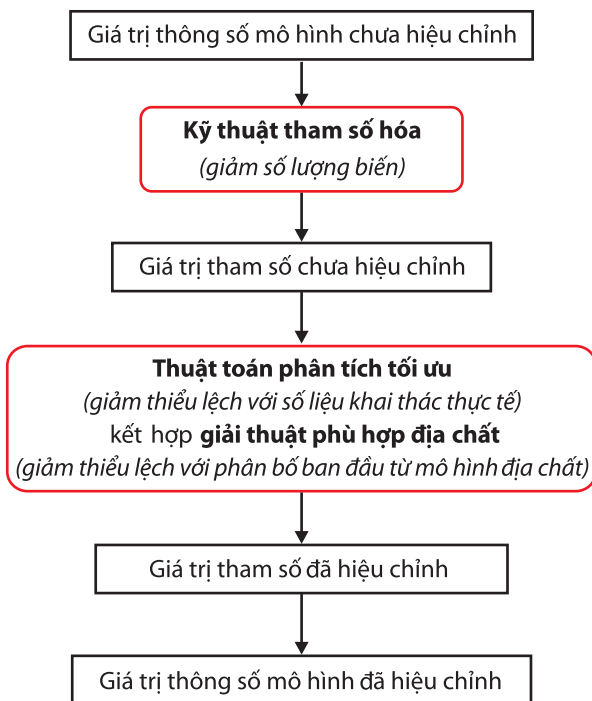 Giá trị thông số mô hình chưa hiệu chỉnh
Kỹ thuật tham số hóa
(giảm số lượng biến)
Giá trị tham số chưa hiệu chỉnh
Thuật toán phân tích tối ưu
(giảm thiểu lệch với số liệu khai thác thực tế)
kết hợp giải thuật phù hợp địa chất
(giảm thiểu lệch với phân bố ban đầu từ mô hình địa chất)
Giá trị tham số đã hiệu chỉnh
Giá trị thông số mô hình đã hiệu chỉnh